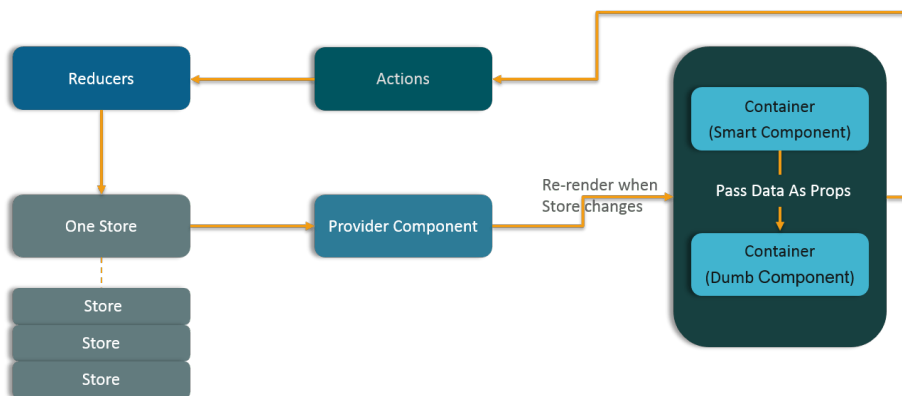 Reducers
Actions
Container
(Smart Component)
Re-render when
Store changes
Pass Data As Props
One Store
Provider Component
Container
(Dumb Component)
Store
Store
Store